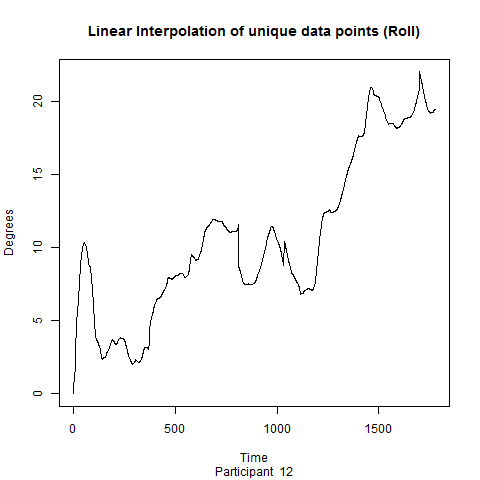 Linear Interpolation of unique data points (Roll)
Degrees
20
15
10
5
0
0 500 1000 1500
Time
Participant 12